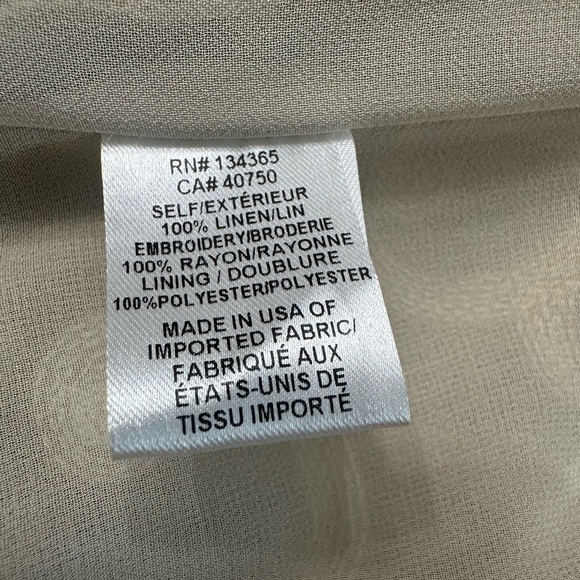 RN# 134365
CA# 40750
SELF/EXTÉRIEUR
100% LINEN/LIN
EMBROIDERY/BRODERIE
100% RAYON/RAYONNE
LINING / DOUBLURE
100%POLYESTER/POLYESTER
MADE IN USA OF
IMPORTED FABRIC/
FABRIQUÉ AUX
ÉTATS-UNIS DE
TISSU IMPORTÉ